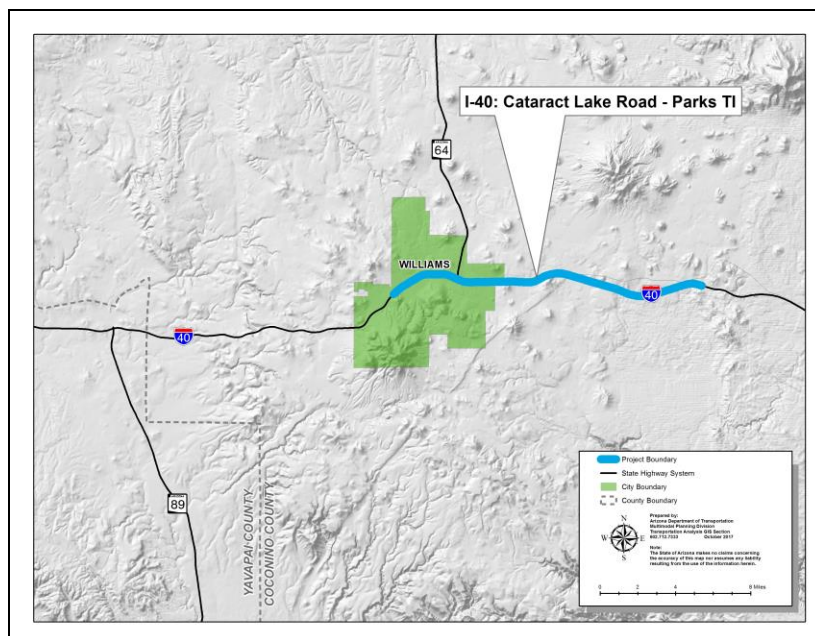 I-40: Cataract Lake Road - Parks TI
64
WILLIAMS
40
40
89
YAVAPAI COUNTY
COCONINO COUNTY
Project Boundary
State Highway System
City Boundary
County Boundary
Prepared by:
Arizona Department of Transportation
Multimodal Planning Division
Transportation Analysis GIS Section
602.712.7333 October 2017
N
W E
S
Note:
The State of Arizona makes no claims concerning
the accuracy of this map nor assumes any liability
resulting from the use of the information herein.
0 2 4 8 Miles